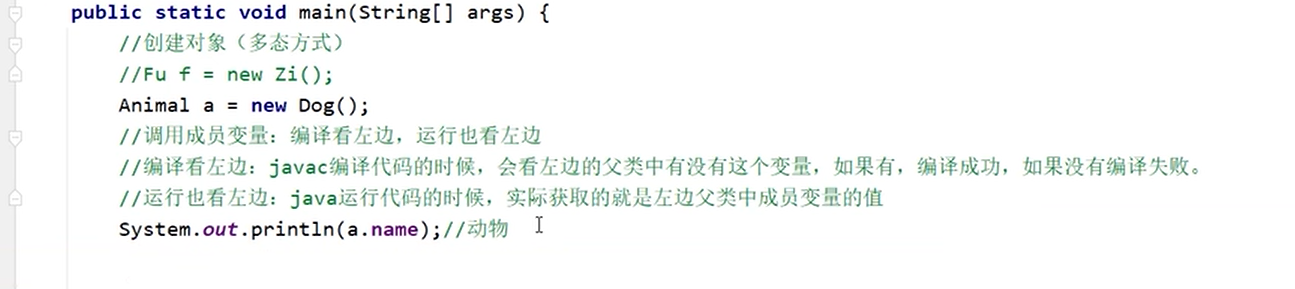 public static void main(String[] args) {
//创建对象（多态方式）
//Fu f = new Zi();
Animal a = new Dog();
//调用成员变量：编译看左边，运行也看左边
//编译看左边：javac编译代码的时候，会看左边的父类中有没有这个变量，如果有，编译成功，如果没有编译失败。
//运行也看左边：java运行代码的时候，实际获取的就是左边父类中成员变量的值
System.out.println(a.name);//动物